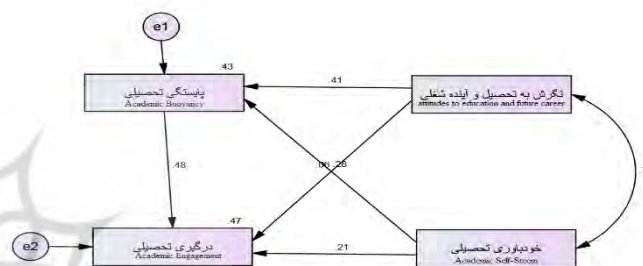 e1
.43
پایستگی تحصیلی
Academic Buoyancy
.41
نگرش به تحصیل و آینده شغلی
attitudes to education and future career
.48
.28
.47
e2
درگیری تحصیلی
Academic Engagement
.21
خودباوری تحصیلی
Academic Self-Steem